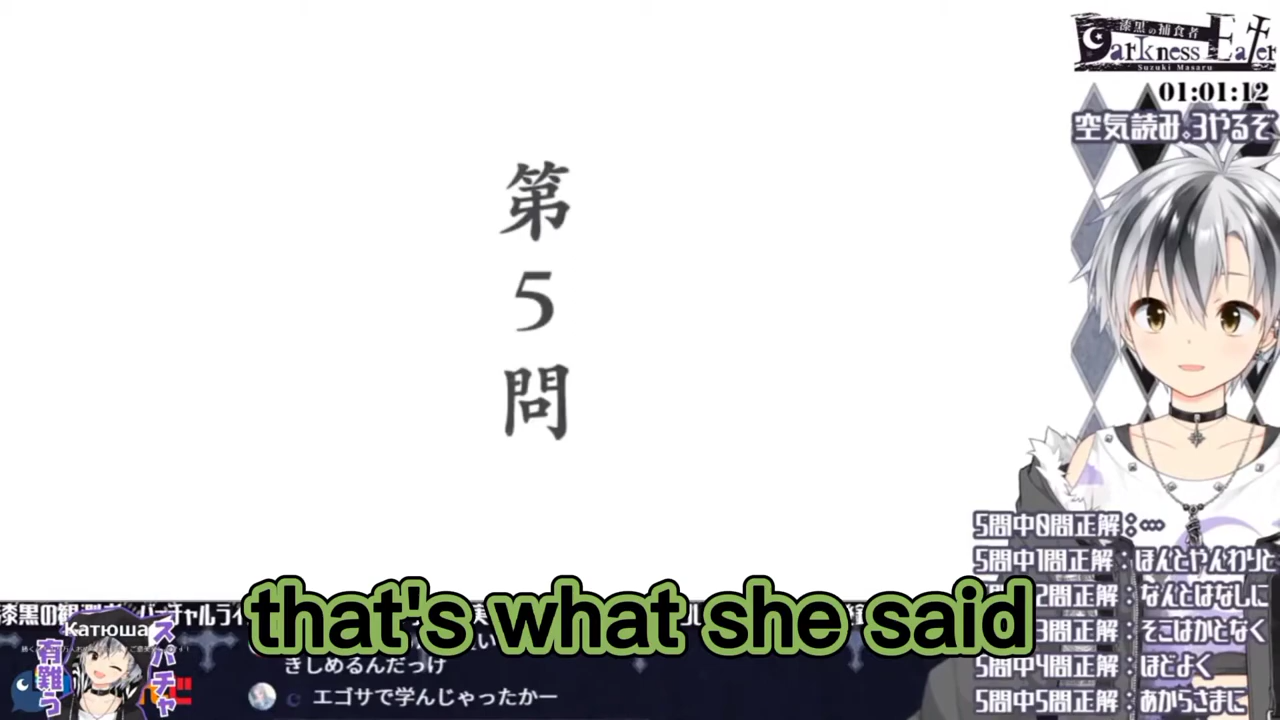 漆黒の捕食者
Darkness Eater
Suzuki Masaru
01:01:12
空気読み。3やるぞ
第
5
問
5問中0問正解：…
5問中1問正解：ほんとやんわりと
2問正解：なんとはなしに
3問正解：そこはかとなく
5問中4問正解：ほどよく
5問中5問正解：あからさまに
that's what she said
漆黒の観測者
Катюша
スパチャ
有難う
きしめるんだっけ
エゴサで学んじゃったかー